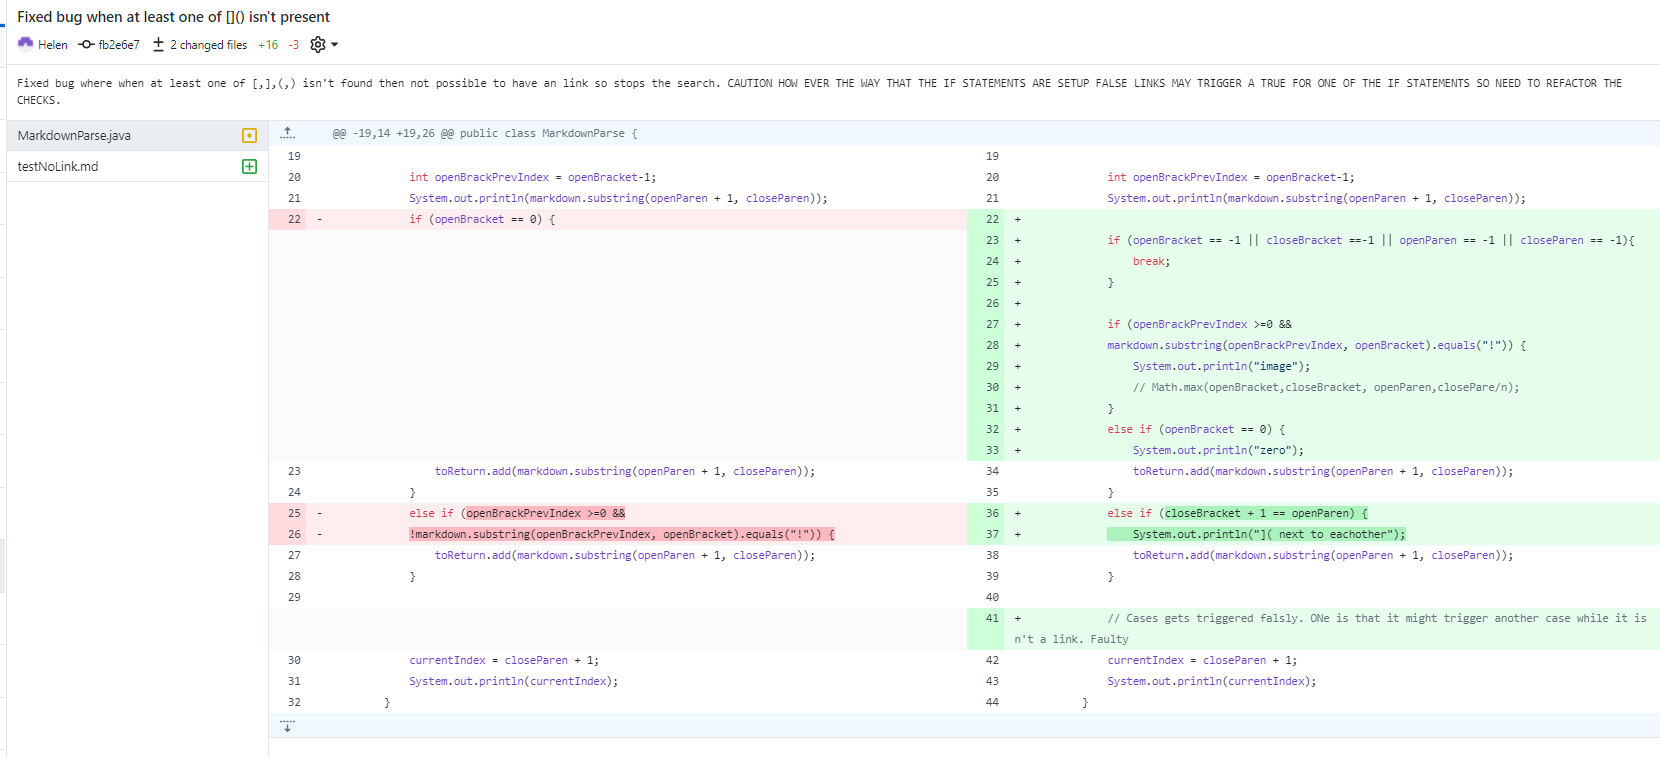 Fixed bug when at least one of []() isn't present
Helen fb2e6e7 2 changed files +16 -3
Fixed bug where when at least one of [,],(,) isn't found then not possible to have an link so stops the search. CAUTION HOW EVER THE WAY THAT THE IF STATEMENTS ARE SETUP FALSE LINKS MAY TRIGGER A TRUE FOR ONE OF THE IF STATEMENTS SO NEED TO REFACTOR THE
CHECKS.
MarkdownParse.java
testNoLink.md
@@ -19,14 +19,26 @@ public class MarkdownParse {
19 19
20 int openBrackPrevIndex = openBracket-1; 20 int openBrackPrevIndex = openBracket-1;
21 System.out.println(markdown.substring(openParen + 1, closeParen)); 21 System.out.println(markdown.substring(openParen + 1, closeParen));
22 - if (openBracket == 0) { 22 +
23 + if (openBracket == -1 || closeBracket ==-1 || openParen == -1 || closeParen == -1){
24 + break;
25 + }
26 +
27 + if (openBrackPrevIndex >=0 &&
28 + markdown.substring(openBrackPrevIndex, openBracket).equals("!")) {
29 + System.out.println("image");
30 + // Math.max(openBracket,closeBracket, openParen,closePare/n);
31 + }
32 + else if (openBracket == 0) {
33 + System.out.println("zero");
23 toReturn.add(markdown.substring(openParen + 1, closeParen)); 34 toReturn.add(markdown.substring(openParen + 1, closeParen));
24 } 35 }
25 - else if (openBrackPrevIndex >=0 && 36 + else if (closeBracket + 1 == openParen) {
26 - !markdown.substring(openBrackPrevIndex, openBracket).equals("!")) { 37 + System.out.println("]( next to eachother");
27 toReturn.add(markdown.substring(openParen + 1, closeParen)); 38 toReturn.add(markdown.substring(openParen + 1, closeParen));
28 } 39 }
29 40
41 + // Cases gets triggered falsly. ONe is that it might trigger another case while it is
n't a link. Faulty
30 currentIndex = closeParen + 1; 42 currentIndex = closeParen + 1;
31 System.out.println(currentIndex); 43 System.out.println(currentIndex);
32 } 44 }